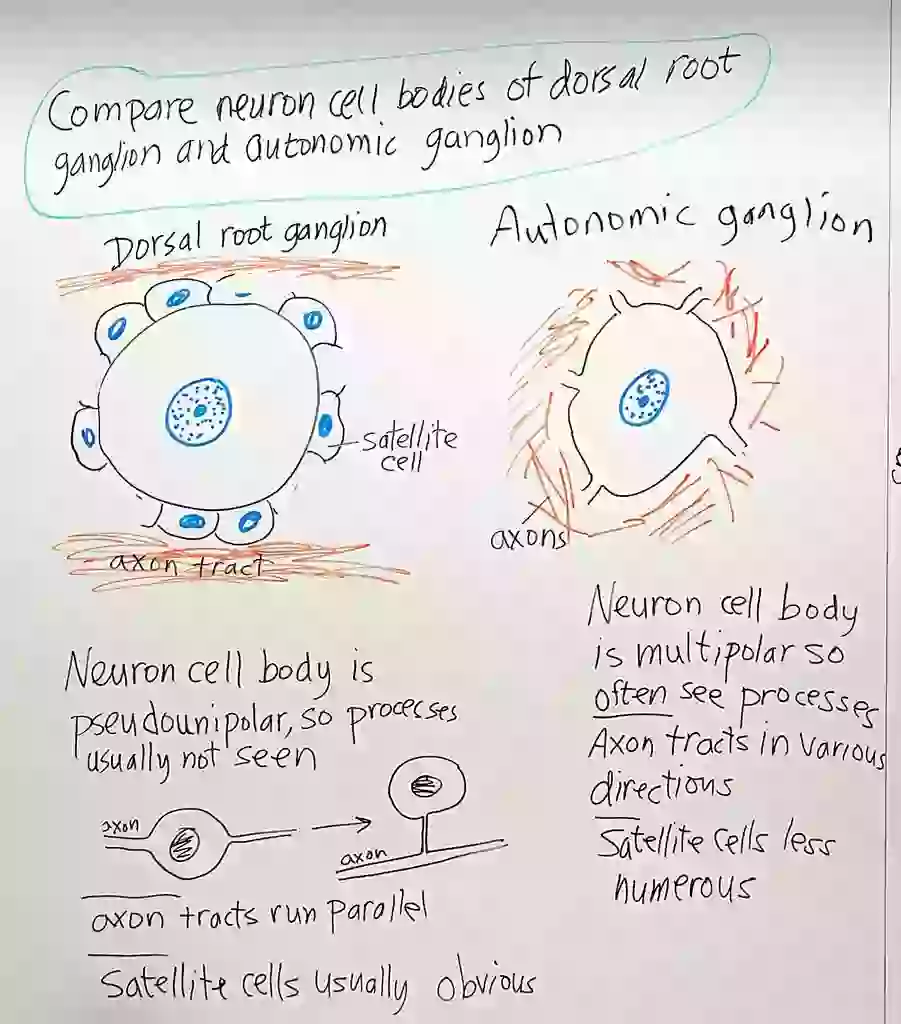 Compare neuron cell bodies of dorsal root
ganglion and autonomic ganglion
Dorsal root ganglion
satellite
cell
axon tract
Neuron cell body is
pseudounipolar, so processes
usually not seen
axon
axon
axon tracts run parallel
Satellite cells usually obvious
Autonomic ganglion
axons
Neuron cell body
is multipolar so
often see processes
Axon tracts in various
directions
Satellite cells less
numerous